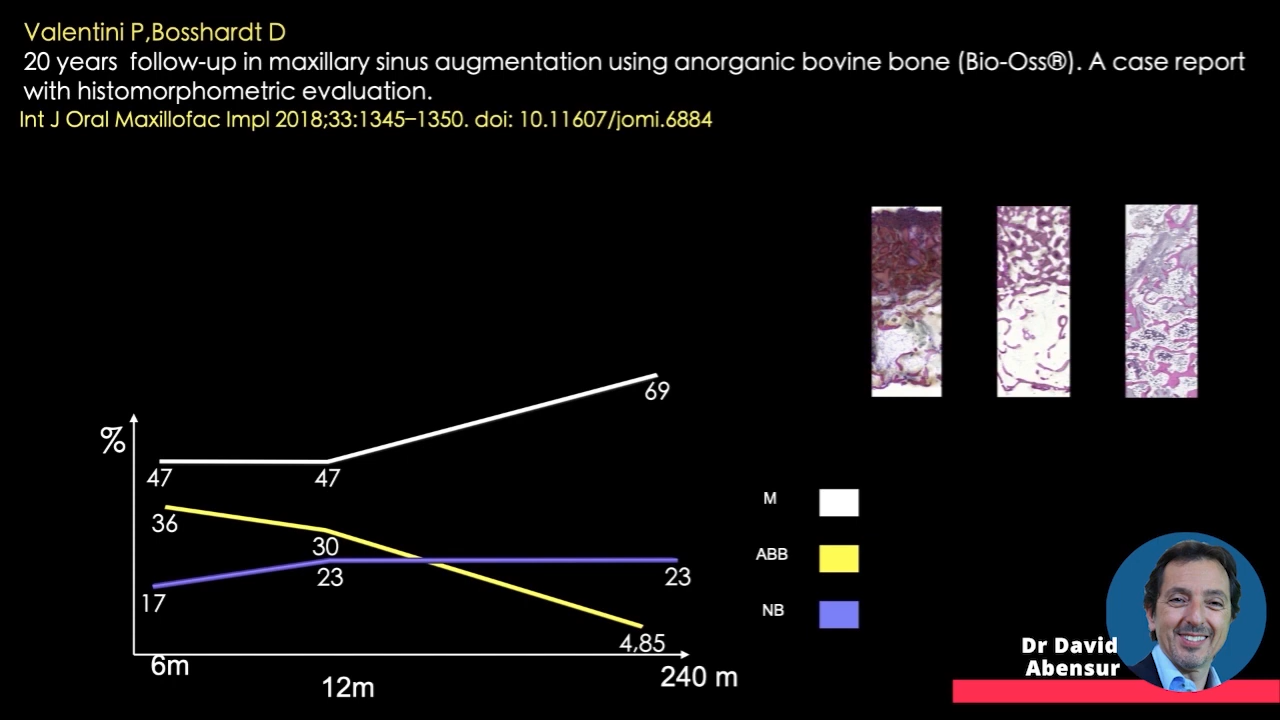 Valentini P,Bosshardt D
20 years follow-up in maxillary sinus augmentation using anorganic bovine bone (Bio-Oss®). A case report
with histomorphometric evaluation.
Int J Oral Maxillofac Impl 2018;33:1345–1350. doi: 10.11607/jomi.6884
%
69
47
47
36
30
23
23
17
4,85
6m
12m
240 m
M
ABB
NB
Dr David
Abensur